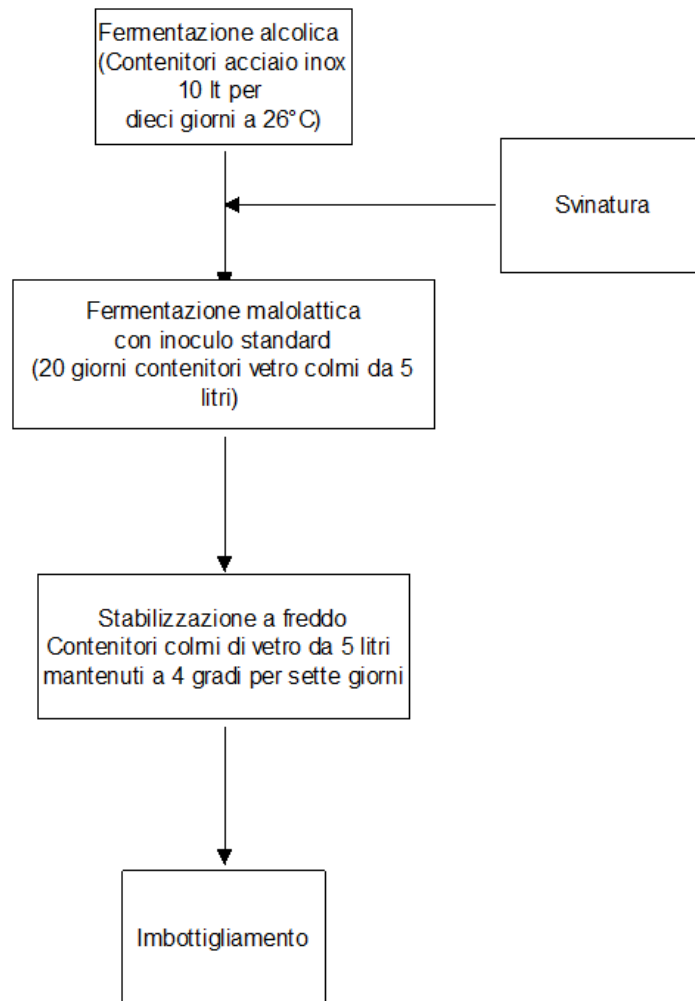 Fermentazione alcolica
(Contenitori acciaio inox
10 lt per
dieci giorni a 26°C)
Svinatura
Fermentazione malolattica
con inoculo standard
(20 giorni contenitori vetro colmi da 5
litri)
Stabilizzazione a freddo
Contenitori colmi di vetro da 5 litri
mantenuti a 4 gradi per sette giorni
Imbottigliamento